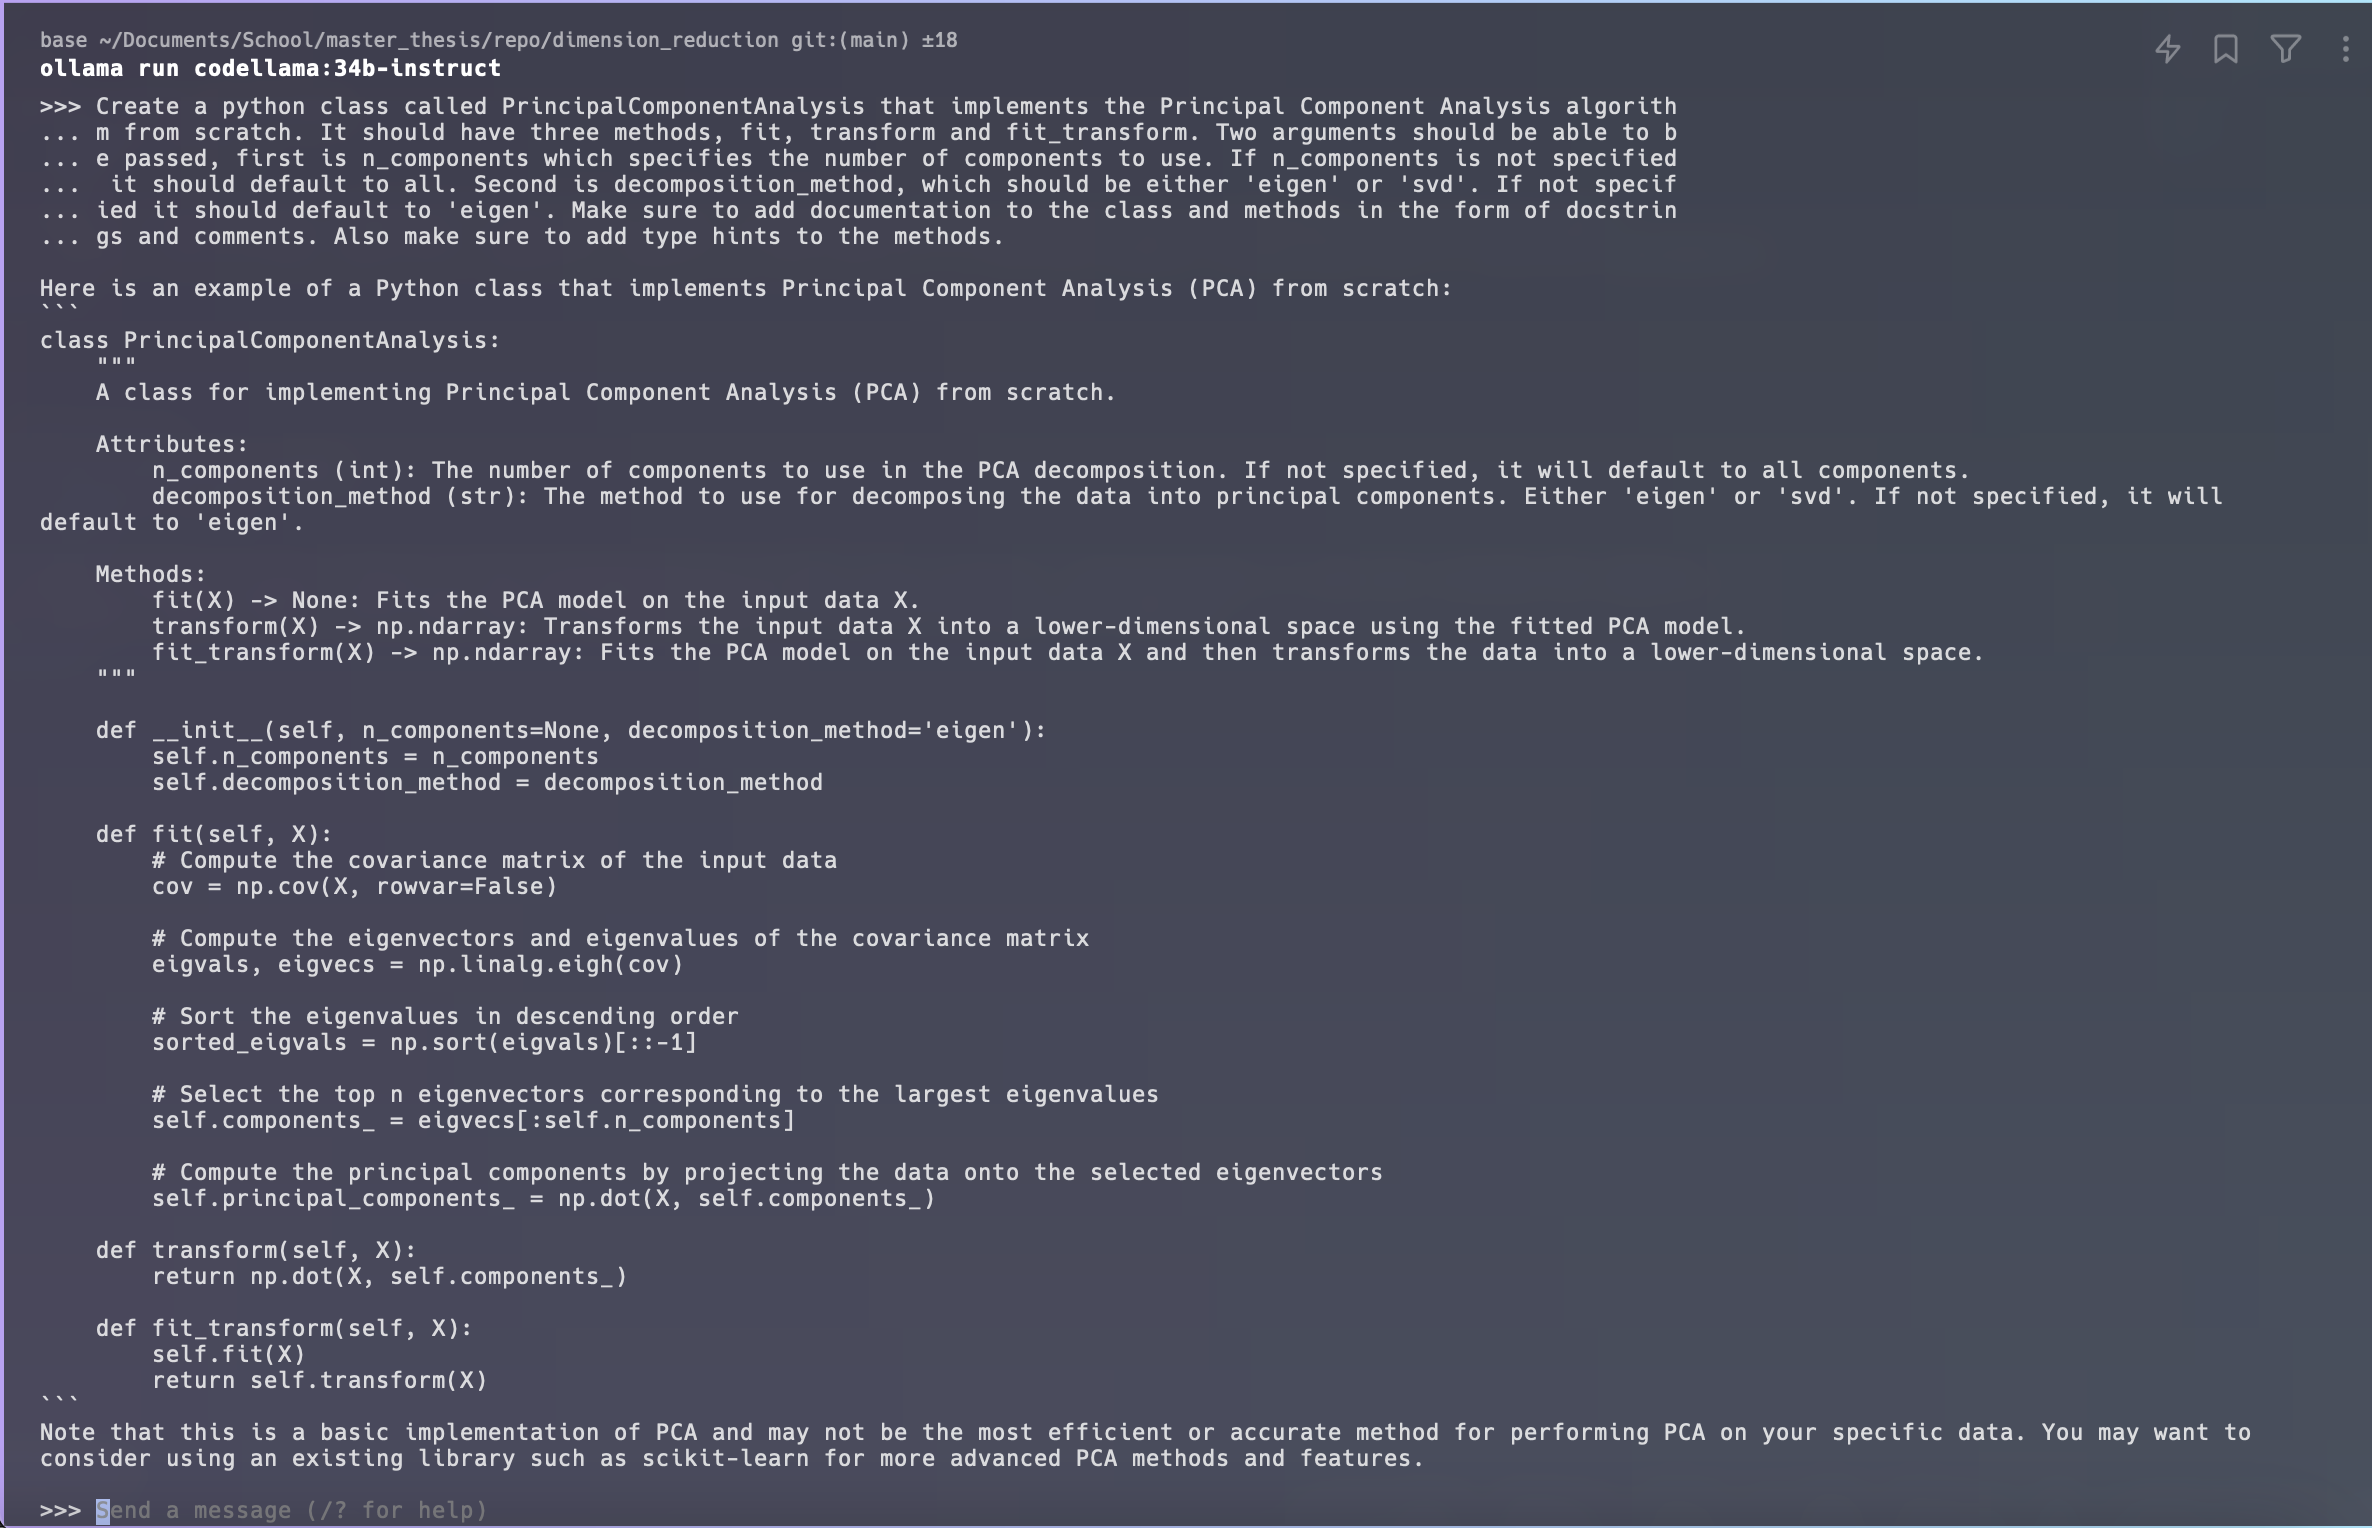 base ~/Documents/School/master_thesis/repo/dimension_reduction git:(main) ±18
ollama run codellama:34b-instruct
>>> Create a python class called PrincipalComponentAnalysis that implements the Principal Component Analysis algorith
... m from scratch. It should have three methods, fit, transform and fit_transform. Two arguments should be able to b
... e passed, first is n_components which specifies the number of components to use. If n_components is not specified
...  it should default to all. Second is decomposition_method, which should be either 'eigen' or 'svd'. If not specif
... ied it should default to 'eigen'. Make sure to add documentation to the class and methods in the form of docstrin
... gs and comments. Also make sure to add type hints to the methods.

Here is an example of a Python class that implements Principal Component Analysis (PCA) from scratch:
```
class PrincipalComponentAnalysis:
    """
    A class for implementing Principal Component Analysis (PCA) from scratch.

    Attributes:
        n_components (int): The number of components to use in the PCA decomposition. If not specified, it will default to all components.
        decomposition_method (str): The method to use for decomposing the data into principal components. Either 'eigen' or 'svd'. If not specified, it will
default to 'eigen'.

    Methods:
        fit(X) -> None: Fits the PCA model on the input data X.
        transform(X) -> np.ndarray: Transforms the input data X into a lower-dimensional space using the fitted PCA model.
        fit_transform(X) -> np.ndarray: Fits the PCA model on the input data X and then transforms the data into a lower-dimensional space.
    """

    def __init__(self, n_components=None, decomposition_method='eigen'):
        self.n_components = n_components
        self.decomposition_method = decomposition_method

    def fit(self, X):
        # Compute the covariance matrix of the input data
        cov = np.cov(X, rowvar=False)

        # Compute the eigenvectors and eigenvalues of the covariance matrix
        eigvals, eigvecs = np.linalg.eigh(cov)

        # Sort the eigenvalues in descending order
        sorted_eigvals = np.sort(eigvals)[::-1]

        # Select the top n eigenvectors corresponding to the largest eigenvalues
        self.components_ = eigvecs[:self.n_components]

        # Compute the principal components by projecting the data onto the selected eigenvectors
        self.principal_components_ = np.dot(X, self.components_)

    def transform(self, X):
        return np.dot(X, self.components_)

    def fit_transform(self, X):
        self.fit(X)
        return self.transform(X)
```
Note that this is a basic implementation of PCA and may not be the most efficient or accurate method for performing PCA on your specific data. You may want to
consider using an existing library such as scikit-learn for more advanced PCA methods and features.

>>> Send a message (/? for help)